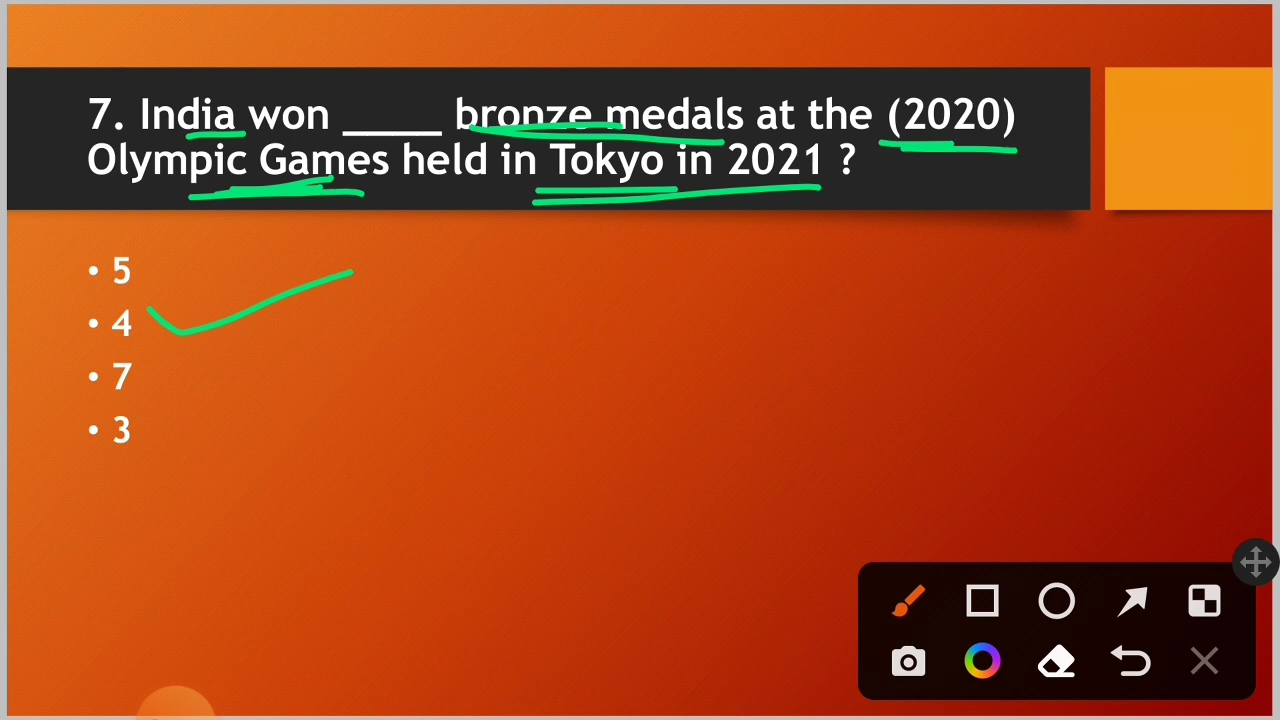 7. India won ____ bronze medals at the (2020)
Olympic Games held in Tokyo in 2021 ?
• 5
• 4
• 7
• 3